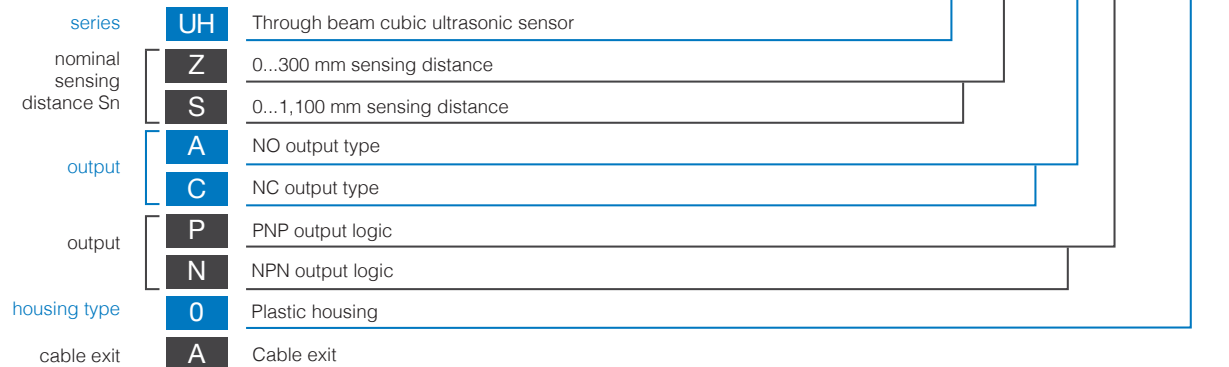 series UH Through beam cubic ultrasonic sensor
nominal
sensing
distance Sn
Z 0...300 mm sensing distance
S 0...1,100 mm sensing distance
output
A NO output type
C NC output type
output
P PNP output logic
N NPN output logic
housing type 0 Plastic housing
cable exit A Cable exit